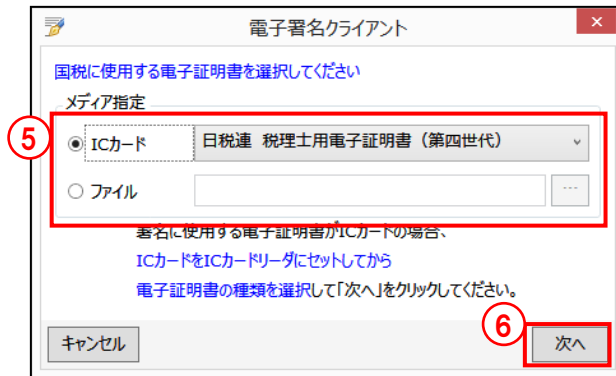 電子署名クライアント
×
国税に使用する電子証明書を選択してください
メディア指定
⑤
ICカード 日税連 税理士用電子証明書（第四世代）
ファイル ...
署名に使用する電子証明書がICカードの場合、
ICカードをICカードリーダにセットしてから
電子証明書の種類を選択して「次へ」をクリックしてください。
⑥
キャンセル 次へ